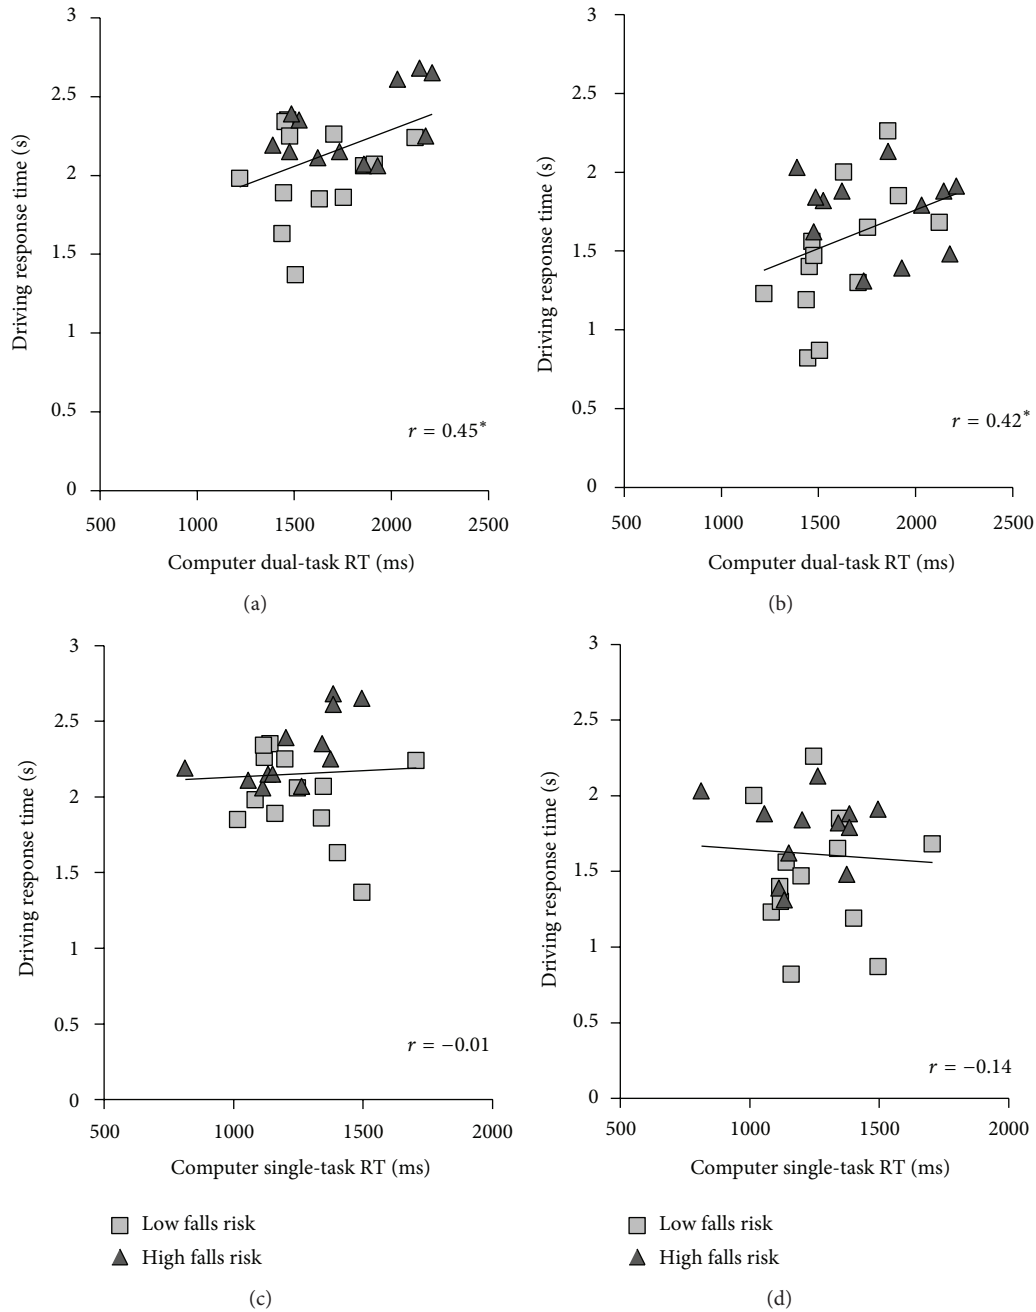 3
2.5
2
1.5
1
0.5
0
Driving response time (s)
r = 0.45*
500 1000 1500 2000 2500
Computer dual-task RT (ms)
(a)
3
2.5
2
1.5
1
0.5
0
Driving response time (s)
r = 0.42*
500 1000 1500 2000 2500
Computer dual-task RT (ms)
(b)
3
2.5
2
1.5
1
0.5
0
Driving response time (s)
r = −0.01
500 1000 1500 2000
Computer single-task RT (ms)
Low falls risk
High falls risk
(c)
3
2.5
2
1.5
1
0.5
0
Driving response time (s)
r = −0.14
500 1000 1500 2000
Computer single-task RT (ms)
Low falls risk
High falls risk
(d)